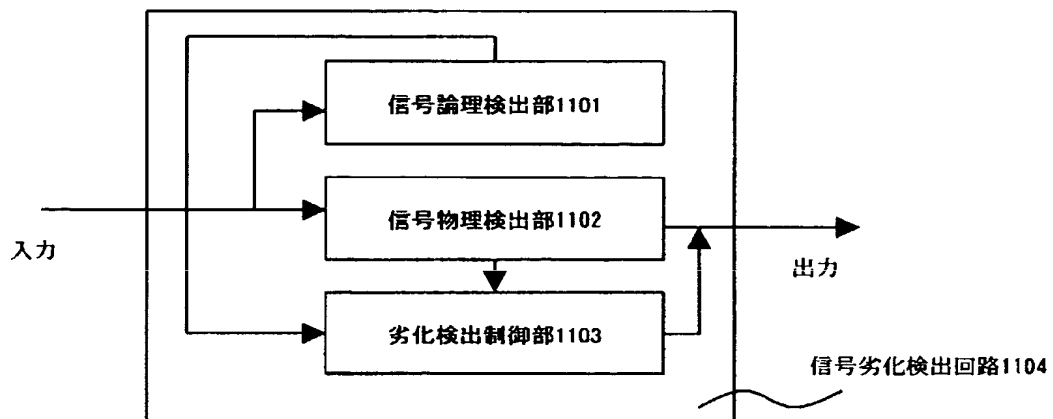 信号論理検出部1101
信号物理検出部1102
入力
出力
劣化検出制御部1103
信号劣化検出回路1104